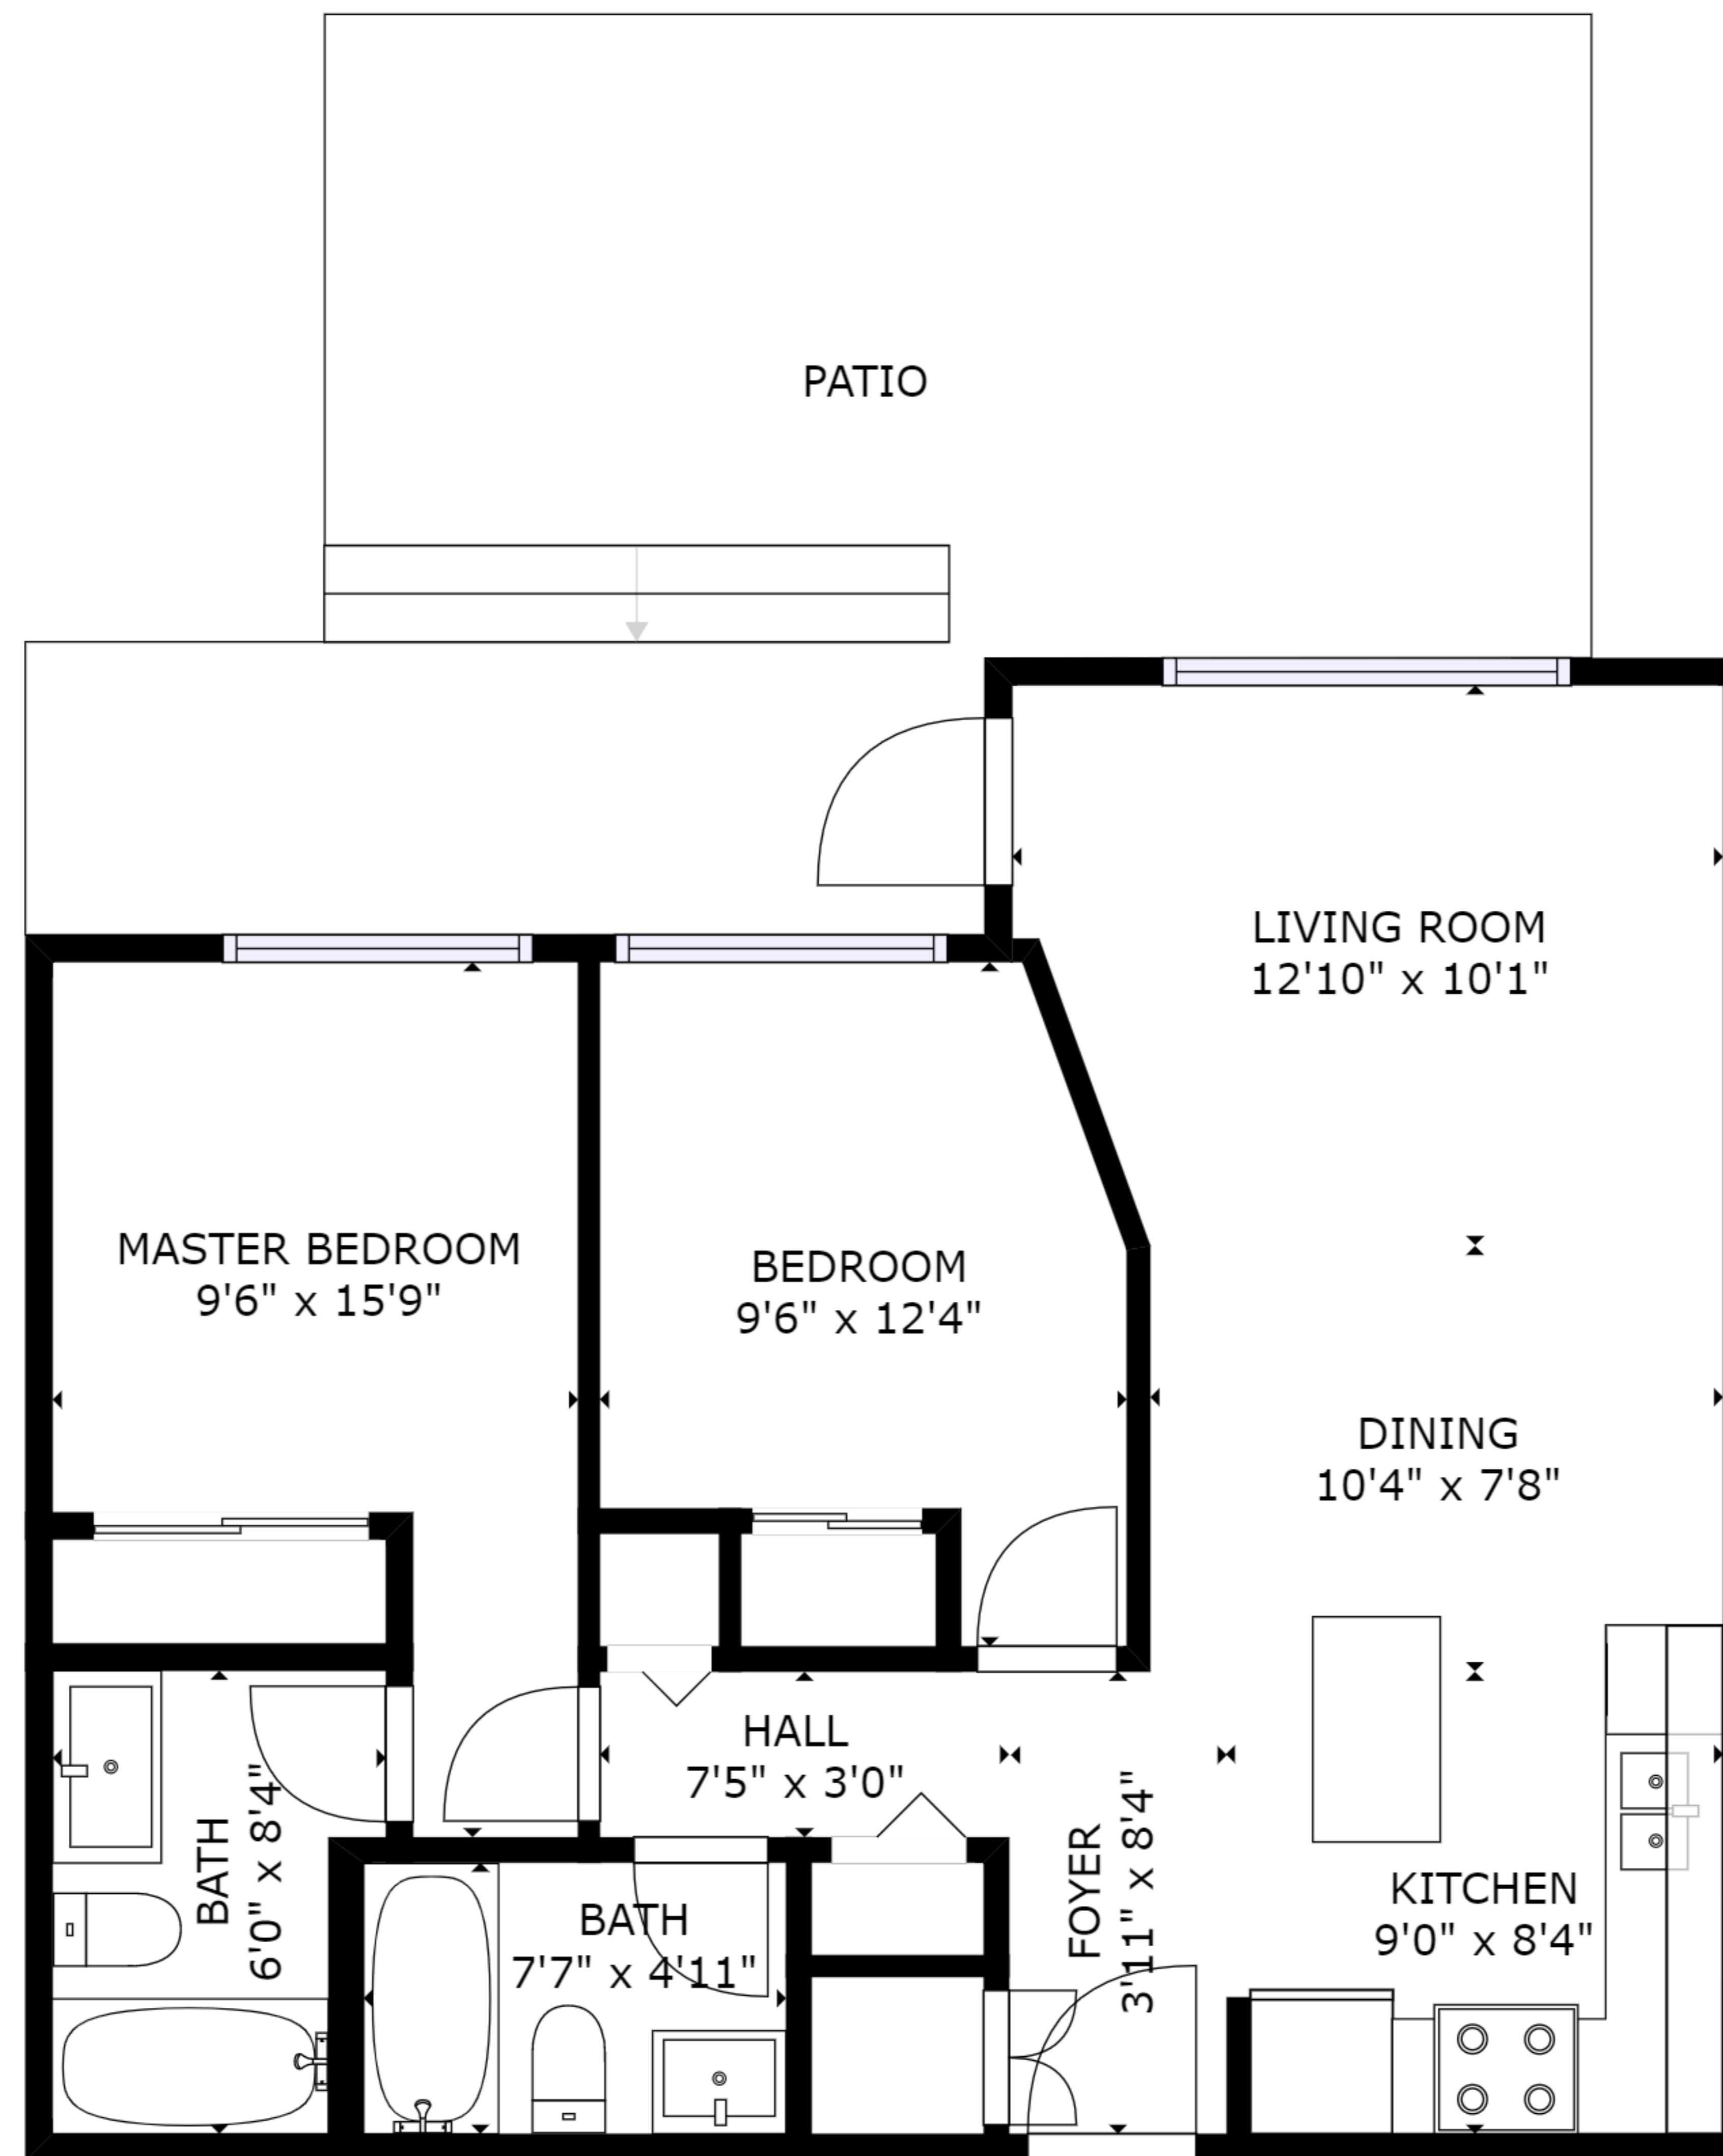 PATIO
LIVING ROOM
12'10" x 10'1"
MASTER BEDROOM
9'6" x 15'9"
BEDROOM
9'6" x 12'4"
DINING
10'4" x 7'8"
HALL
7'5" x 3'0"
BATH
6'0" x 8'4"
BATH
7'7" x 4'11"
FOYER
3'11" x 8'4"
KITCHEN
9'0" x 8'4"